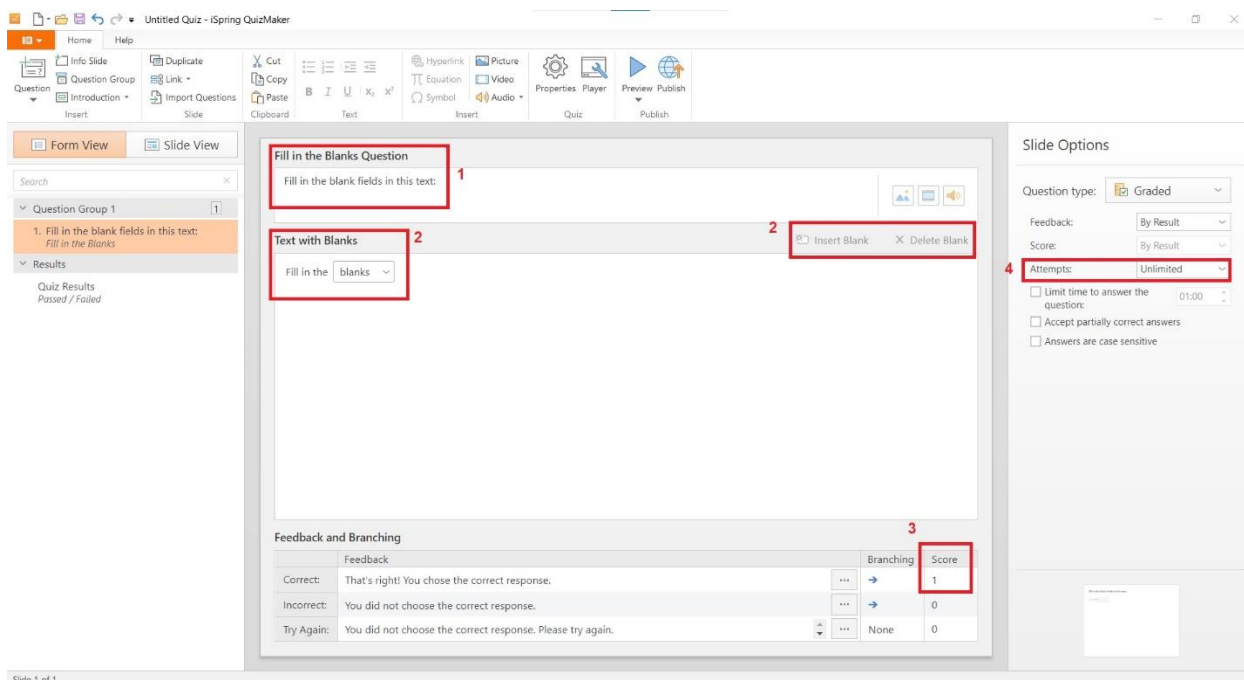 Untitled Quiz - iSpring QuizMaker
Home Help
Question
Info Slide
Question Group
Introduction
Insert
Duplicate
Link
Import Questions
Slide
Cut
Copy
Paste
Clipboard
B I U X₂ X²
Text
Hyperlink
Equation
Symbol
Picture
Video
Audio
Insert
Properties Player
Quiz
Preview Publish
Publish
Form View Slide View
Search
Question Group 1 1
1. Fill in the blank fields in this text:
Fill in the Blanks
Results
Quiz Results
Passed / Failed
Fill in the Blanks Question
Fill in the blank fields in this text:
1
Text with Blanks
2
2
Insert Blank Delete Blank
Fill in the blanks
Feedback and Branching
3
Feedback Branching Score
Correct: That's right! You chose the correct response. ... 1
Incorrect: You did not choose the correct response. ... 0
Try Again: You did not choose the correct response. Please try again. ... None 0
Slide Options
Question type: Graded
Feedback: By Result
Score: By Result
4
Attempts: Unlimited
Limit time to answer the
question: 01:00
Accept partially correct answers
Answers are case sensitive
Slide 1 of 1